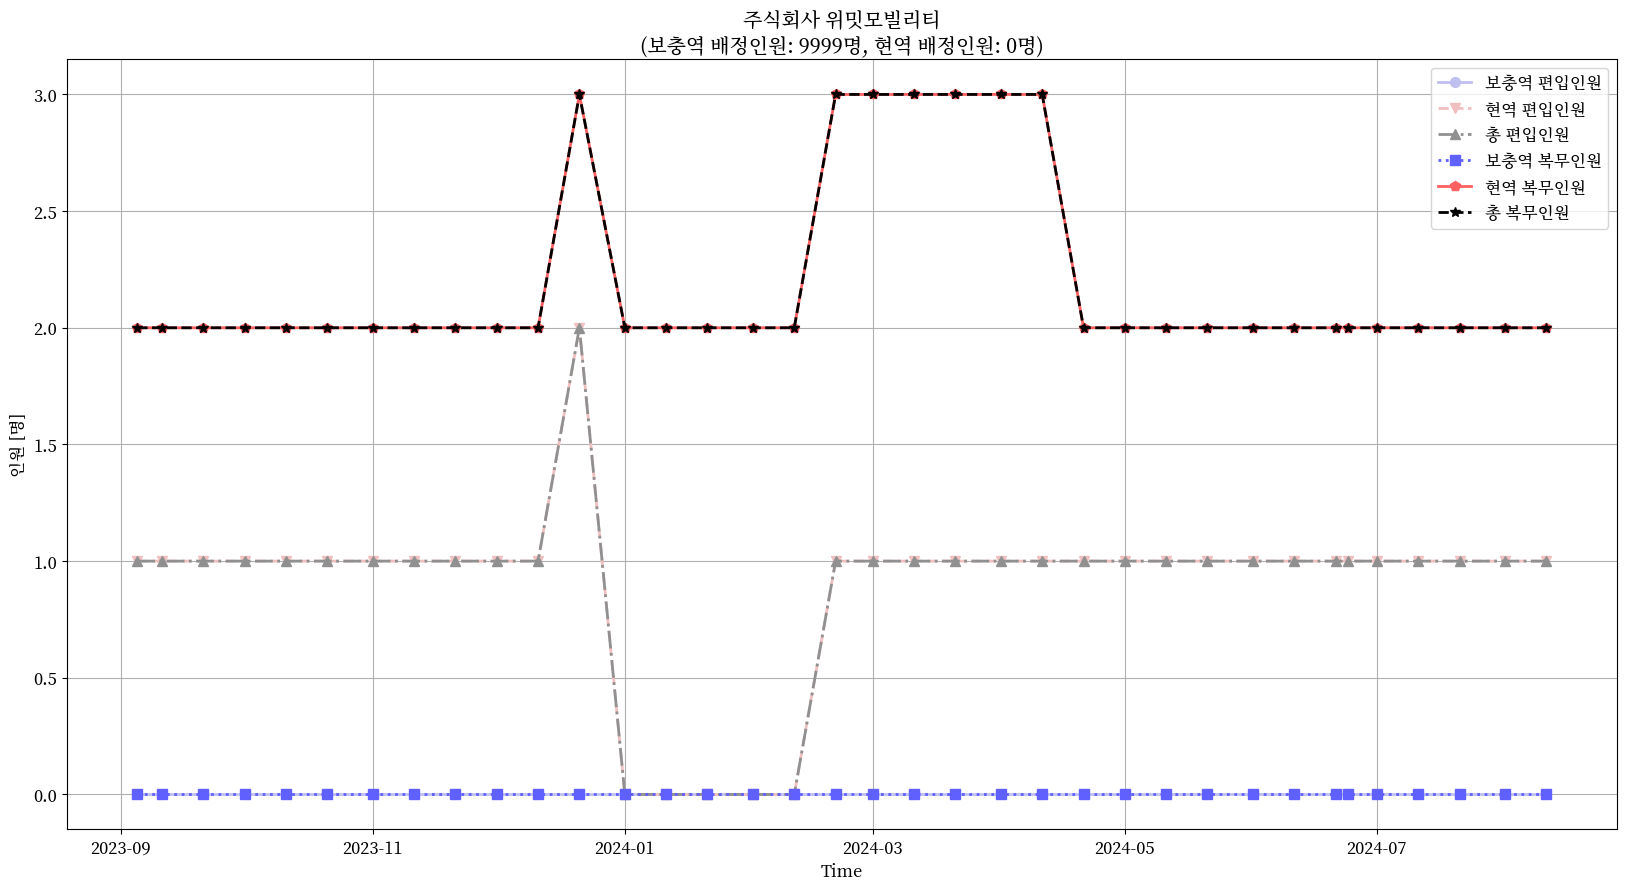 주식회사 위밋모빌리티
(보충역 배정인원: 9999명, 현역 배정인원: 0명)
3.0
2.5
2.0
1.5
1.0
0.5
0.0
인원 [명]
보충역 편입인원
현역 편입인원
총 편입인원
보충역 복무인원
현역 복무인원
총 복무인원
2023-09
2023-11
2024-01
2024-03
2024-05
2024-07
Time